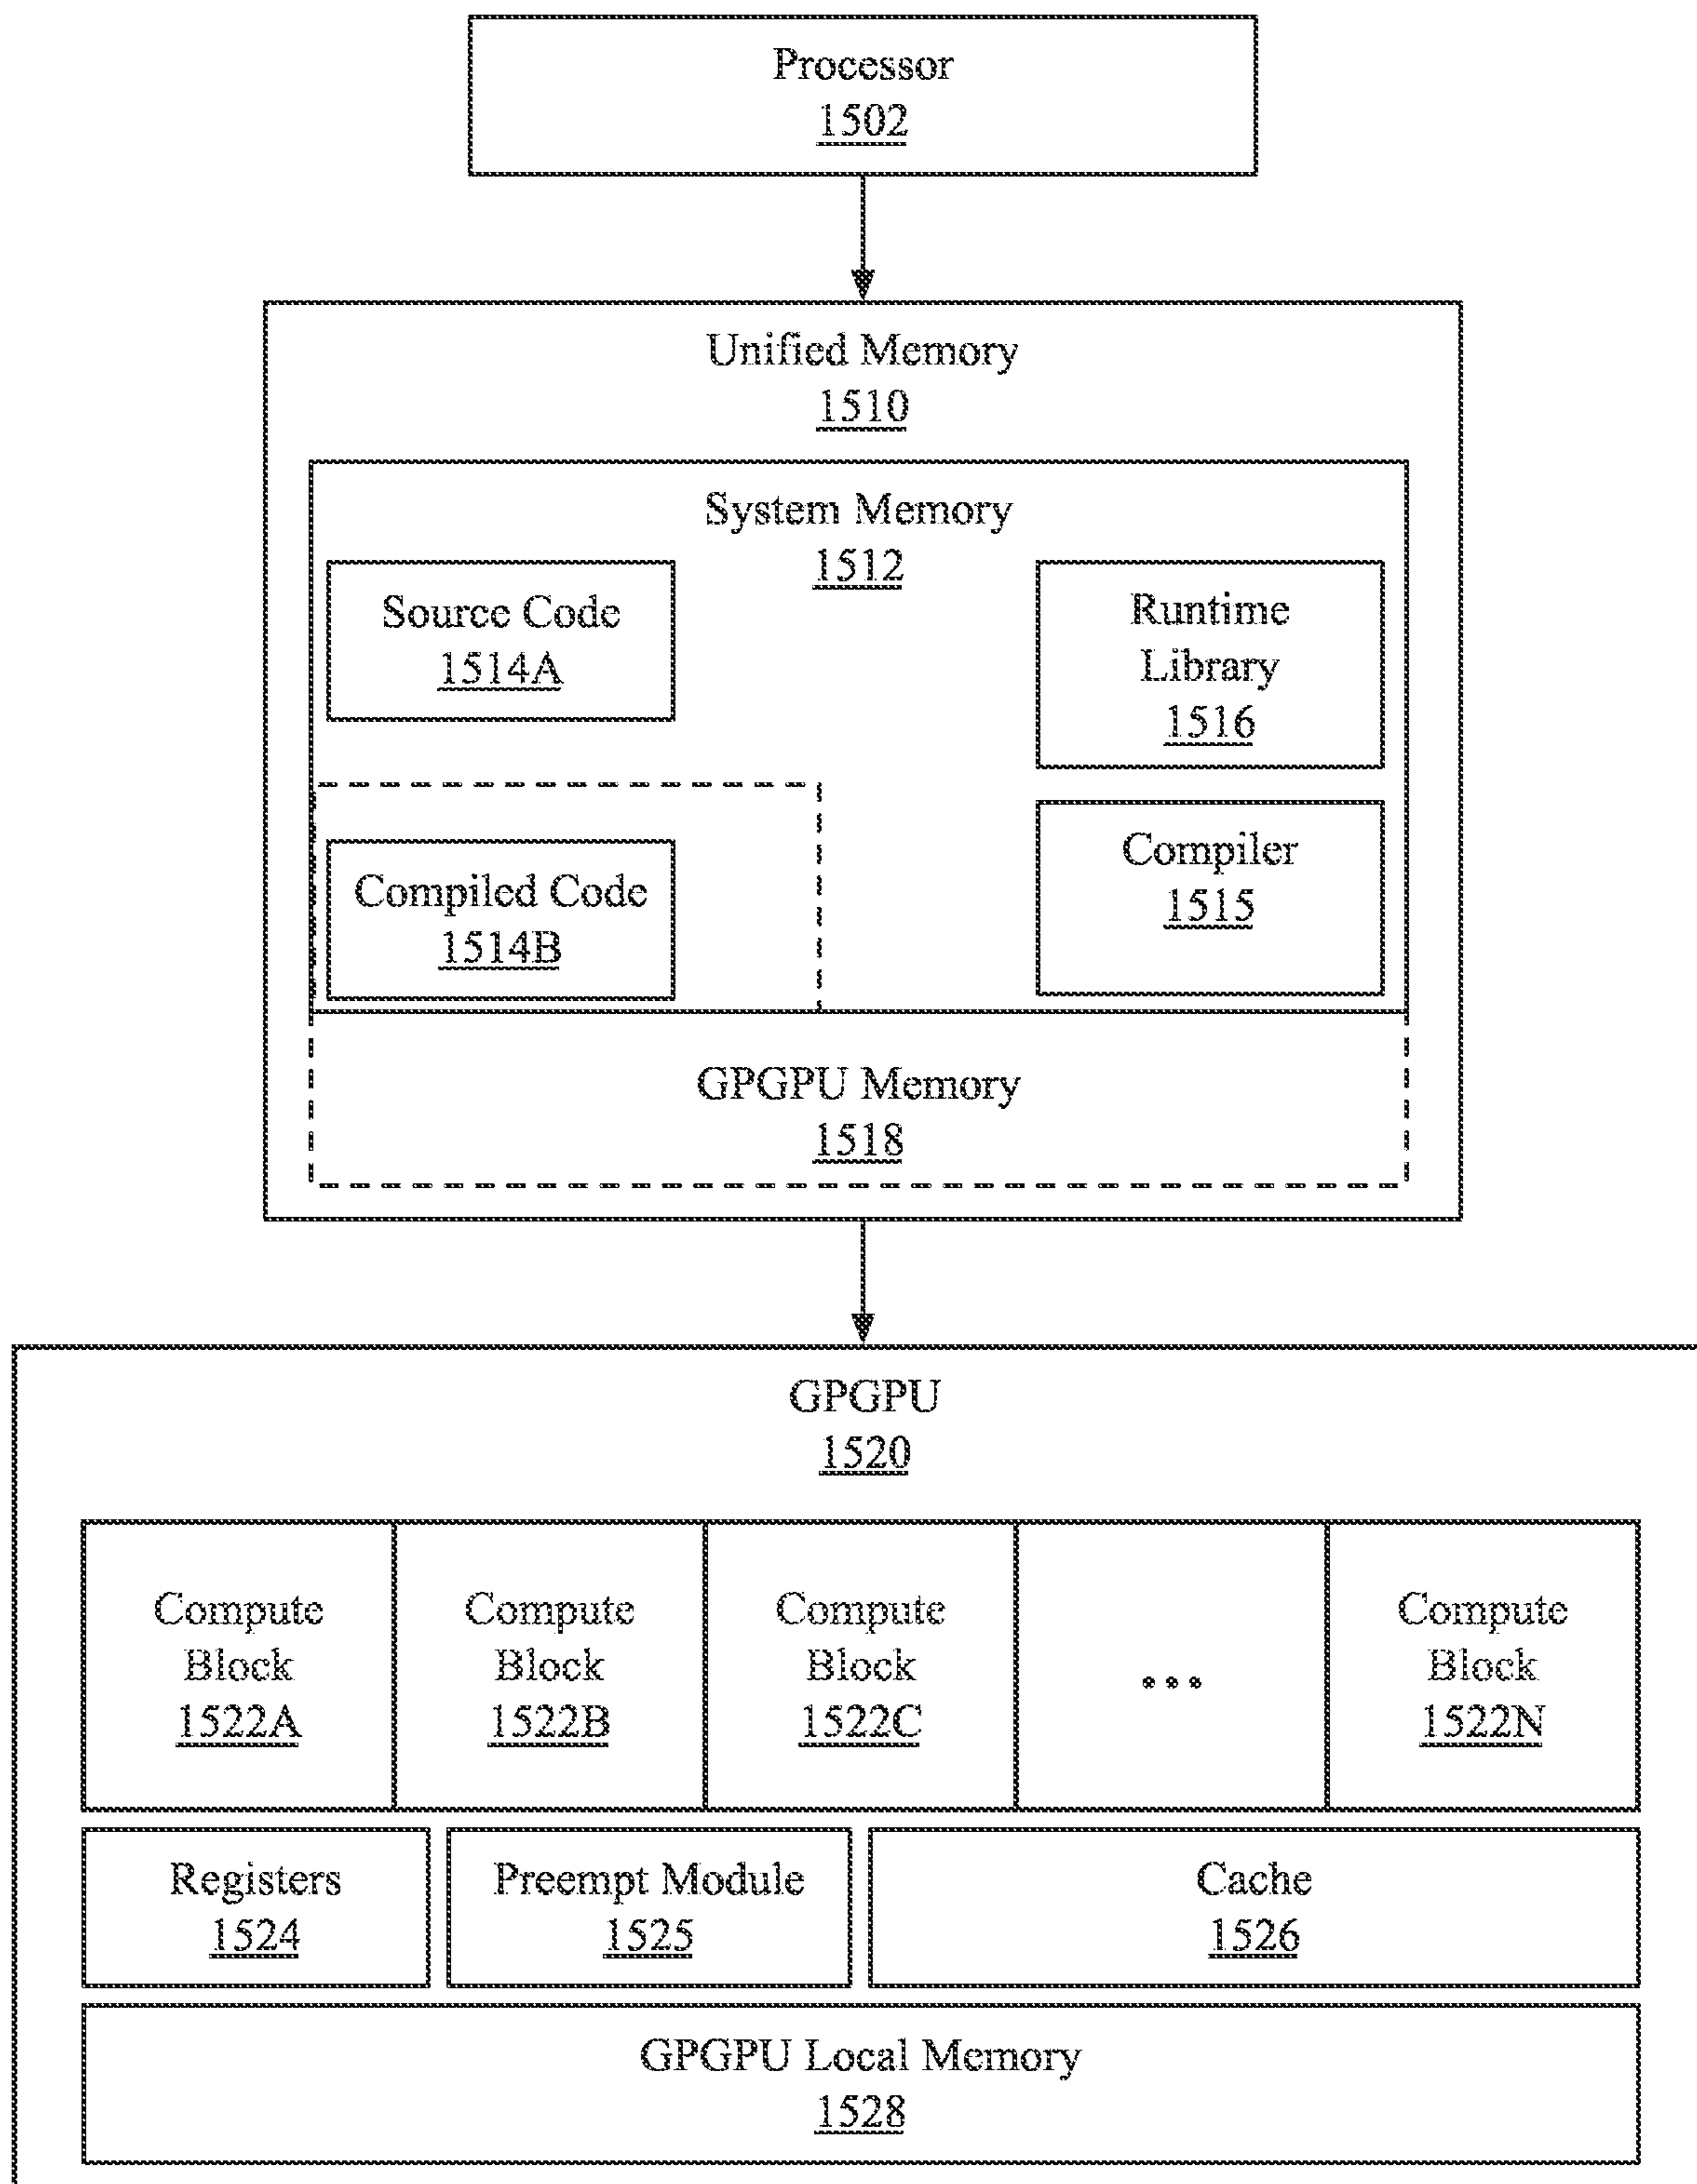 Processor
1502
Unified Memory
1510
System Memory
1512
Source Code
1514A
Runtime
Library
1516
Compiled Code
1514B
Compiler
1515
GPGPU Memory
1518
GPGPU
1520
Compute
Block
1522A
Compute
Block
1522B
Compute
Block
1522C
...
Compute
Block
1522N
Registers
1524
Preempt Module
1525
Cache
1526
GPGPU Local Memory
1528